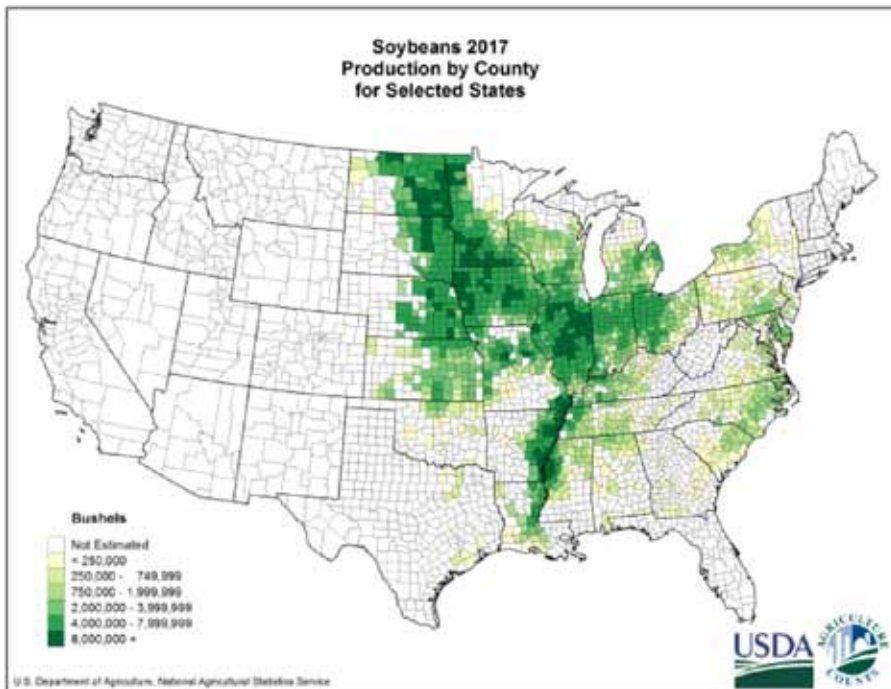 Soybeans 2017
Production by County
for Selected States
Bushels
Not Estimated
< 250,000
250,000 - 749,999
750,000 - 1,999,999
2,000,000 - 3,999,999
4,000,000 - 7,999,999
8,000,000 +
USDA
AGRICULTURE
COUNTS
U.S. Department of Agriculture, National Agricultural Statistics Service